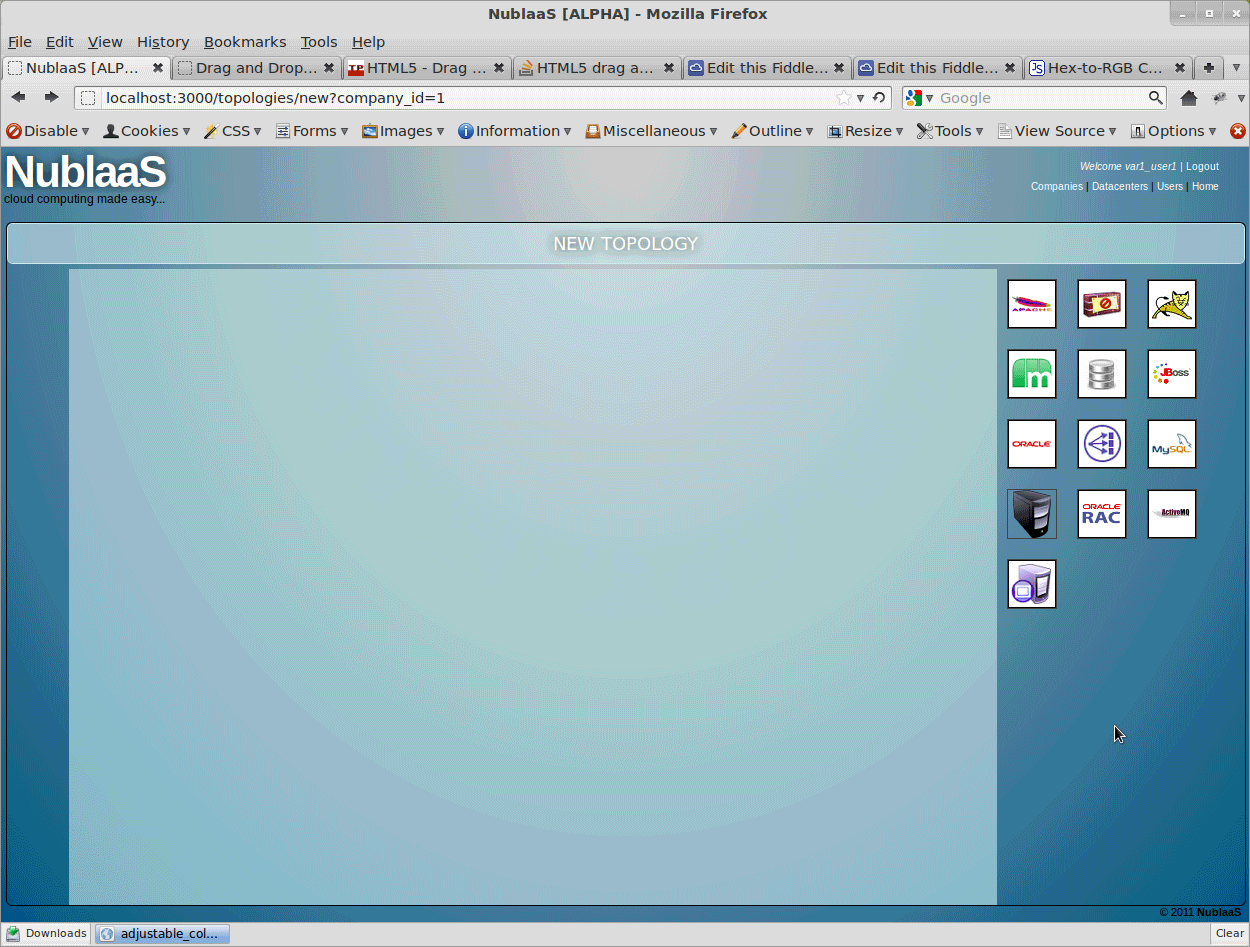 NublaaS [ALPHA] - Mozilla Firefox
File Edit View History Bookmarks Tools Help
NublaaS [ALP... Drag and Drop... TP HTML5 - Drag ... HTML5 drag a... Edit this Fiddle... Edit this Fiddle... JS Hex-to-RGB C...
localhost:3000/topologies/new?company_id=1 Google
Disable Cookies CSS Forms Images Information Miscellaneous Outline Resize Tools View Source Options
NublaaS
cloud computing made easy...
Welcome var1_user1 | Logout
Companies | Datacenters | Users | Home
NEW TOPOLOGY
APACHE
m JBoss
ORACLE MySQL
ORACLE RAC ActiveMQ
© 2011 NublaaS
Downloads adjustable_col... Clear